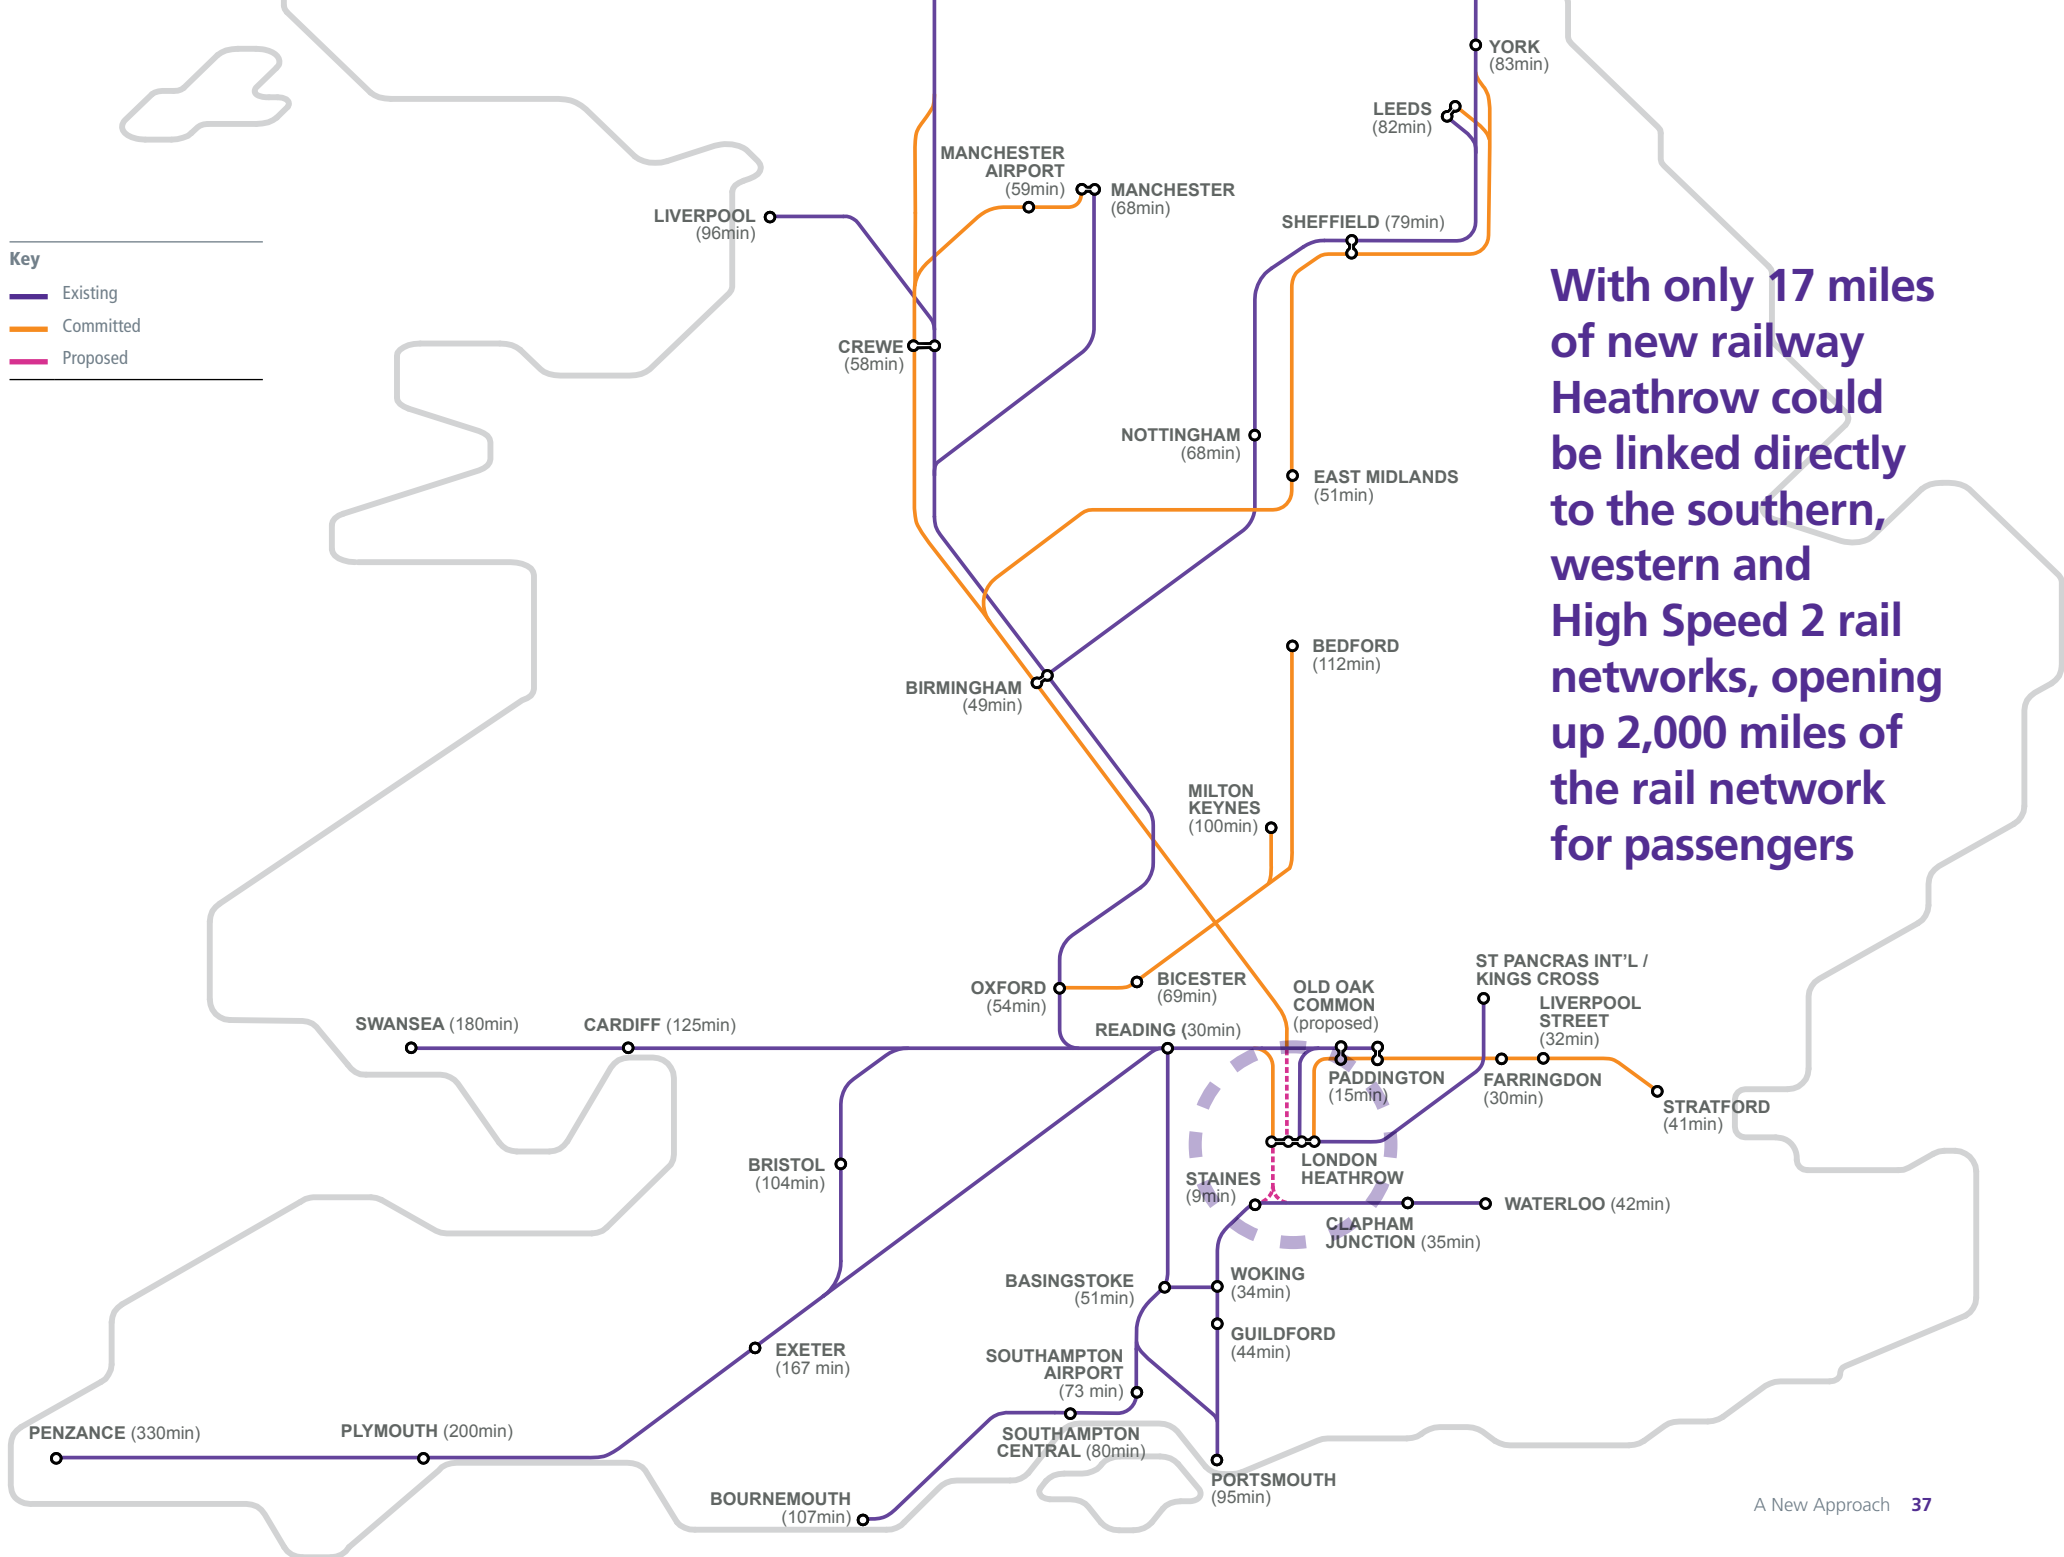 YORK
(83min)
LEEDS
(82min)
MANCHESTER
AIRPORT
(59min)
MANCHESTER
(68min)
LIVERPOOL
(96min)
SHEFFIELD (79min)
Key
Existing
Committed
Proposed
With only 17 miles
of new railway
Heathrow could
be linked directly
to the southern,
western and
High Speed 2 rail
networks, opening
up 2,000 miles of
the rail network
for passengers
CREWE
(58min)
NOTTINGHAM
(68min)
EAST MIDLANDS
(51min)
BEDFORD
(112min)
BIRMINGHAM
(49min)
MILTON
KEYNES
(100min)
ST PANCRAS INT'L /
KINGS CROSS
OXFORD
(54min)
BICESTER
(69min)
OLD OAK
COMMON
(proposed)
LIVERPOOL
STREET
(32min)
SWANSEA (180min)
CARDIFF (125min)
READING (30min)
PADDINGTON
(15min)
FARRINGDON
(30min)
STRATFORD
(41min)
BRISTOL
(104min)
LONDON
HEATHROW
STAINES
(9min)
WATERLOO (42min)
CLAPHAM
JUNCTION (35min)
BASINGSTOKE
(51min)
WOKING
(34min)
GUILDFORD
(44min)
EXETER
(167 min)
SOUTHAMPTON
AIRPORT
(73 min)
PENZANCE (330min)
PLYMOUTH (200min)
SOUTHAMPTON
CENTRAL (80min)
PORTSMOUTH
(95min)
BOURNEMOUTH
(107min)
A New Approach 37